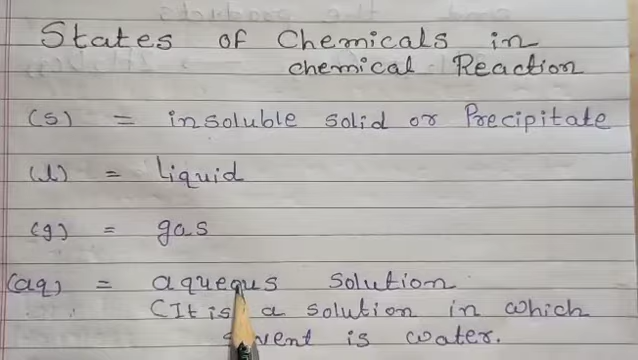 States of Chemicals in
chemical Reaction
(s) = insoluble solid or Precipitate
(l) = liquid
(g) = gas
(aq) = aqueous solution
(It is a solution in which
is water.